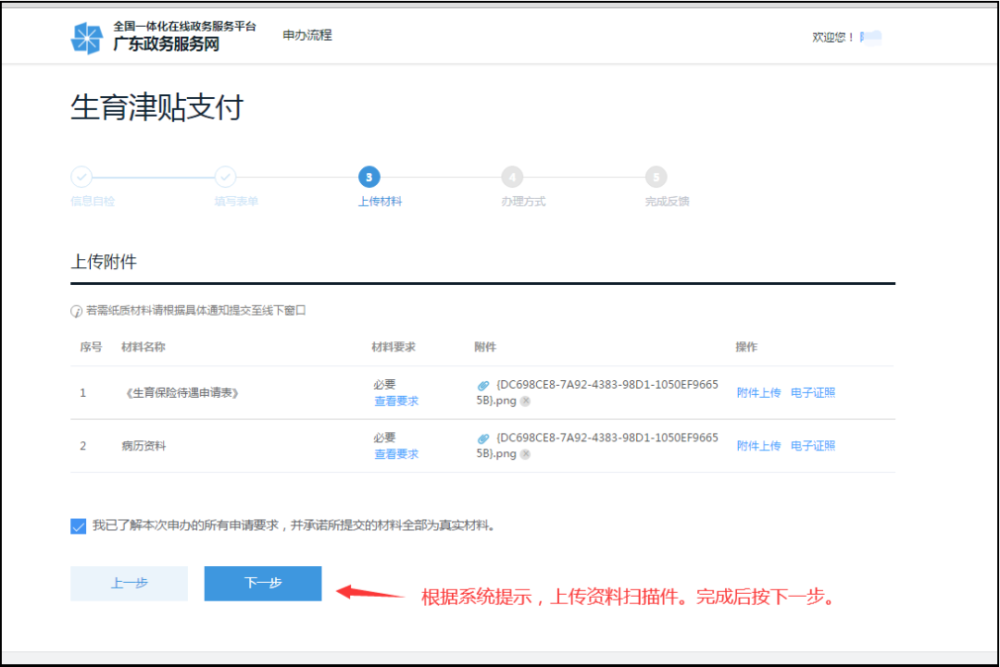 全国一体化在线政务服务平台
广东政务服务网
申办流程
欢迎您！
生育津贴支付
3
4
5
信息自检
填写表单
上传材料
办理方式
完成反馈
上传附件
若需纸质材料请根据具体通知提交至线下窗口
序号 材料名称 材料要求 附件 操作
1 《生育保险待遇申请表》 必要 {DC698CE8-7A92-4383-98D1-1050EF9665 附件上传 电子证照
查看要求 5B}.png
2 病历资料 必要 {DC698CE8-7A92-4383-98D1-1050EF9665 附件上传 电子证照
查看要求 5B}.png
我已了解本次申办的所有申请要求，并承诺所提交的材料全部为真实材料。
上一步
下一步
根据系统提示，上传资料扫描件。完成后按下一步。